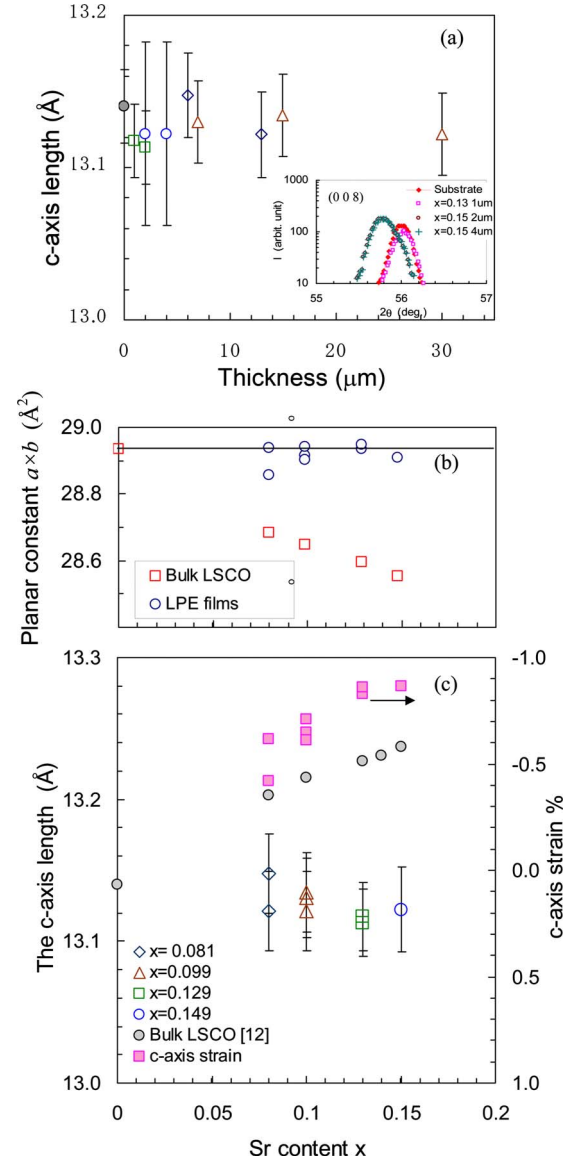 13.2
(a)
c-axis length (Å)
13.1
13.0
(0 0 8)
I (arbit. unit)
1000
100
10
Substrate
x=0.13 1um
x=0.15 2um
x=0.15 4um
55
56
57
2θ (deg.)
0
10
20
30
Thickness (μm)
Planar constant a×b (Å²)
29.0
28.8
28.6
(b)
Bulk LSCO
LPE films
13.3
13.2
13.1
13.0
The c-axis length (Å)
(c)
-1.0
-0.5
0.0
0.5
1.0
c-axis strain %
x= 0.081
x=0.099
x=0.129
x=0.149
Bulk LSCO [12]
c-axis strain
0
0.05
0.1
0.15
0.2
Sr content x